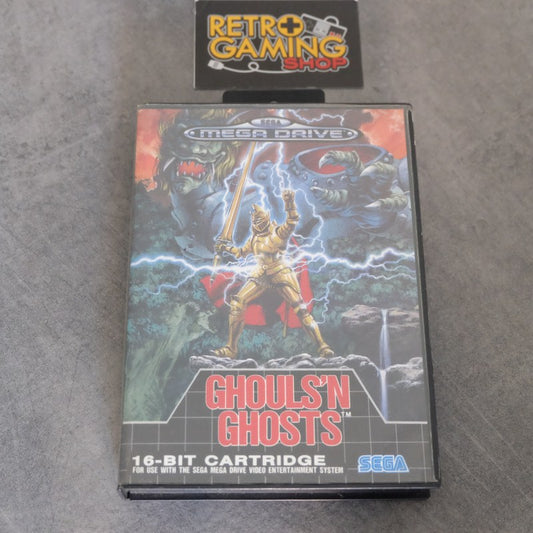 RETRO
GAMING
SHOP
SEGA
MEGA DRIVE
GHOULS'N
GHOSTS™
16-BIT CARTRIDGE
FOR USE WITH THE SEGA MEGA DRIVE VIDEO ENTERTAINMENT SYSTEM
SEGA